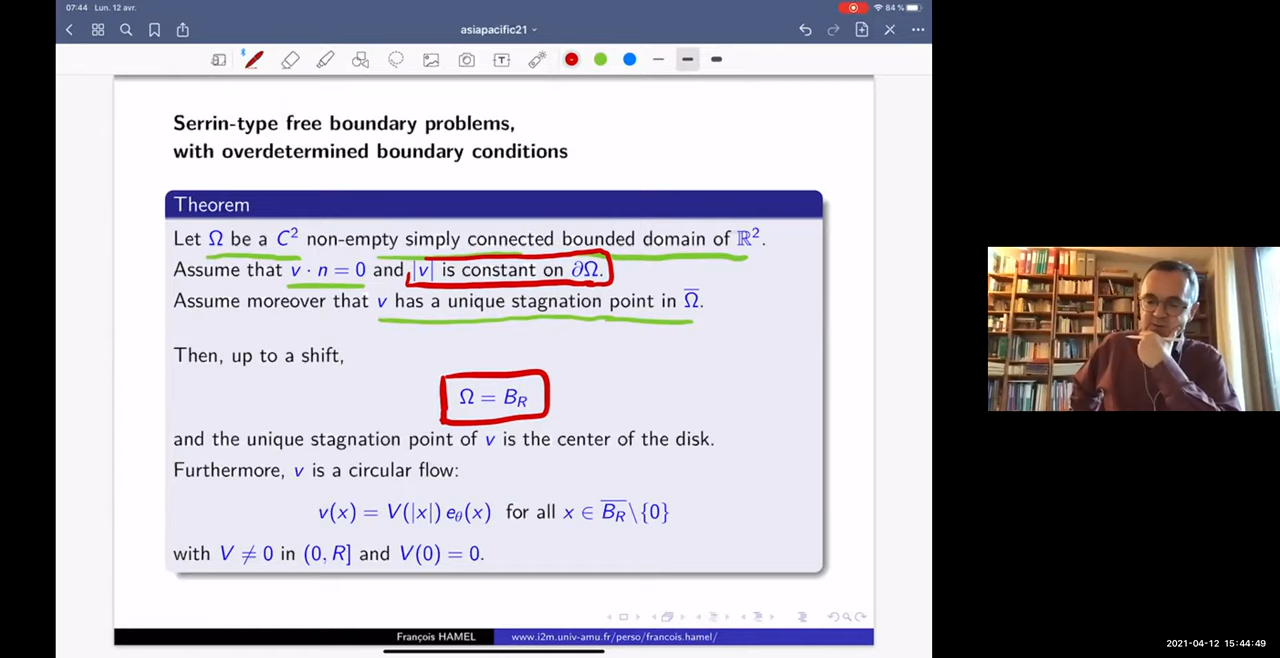 07:44 Lun. 12 avr.
84 %
asiapacific21
Serrin-type free boundary problems,
with overdetermined boundary conditions
Theorem
Let Ω be a C² non-empty simply connected bounded domain of ℝ².
Assume that v · n = 0 and |v| is constant on ∂Ω.
Assume moreover that v has a unique stagnation point in Ω̅.
Then, up to a shift,
Ω = B_R
and the unique stagnation point of v is the center of the disk.
Furthermore, v is a circular flow:
v(x) = V(|x|) e_θ(x) for all x ∈ \overline{B_R}\{0}
with V ≠ 0 in (0, R] and V(0) = 0.
François HAMEL www.i2m.univ-amu.fr/perso/francois.hamel/
2021-04-12 15:44:49